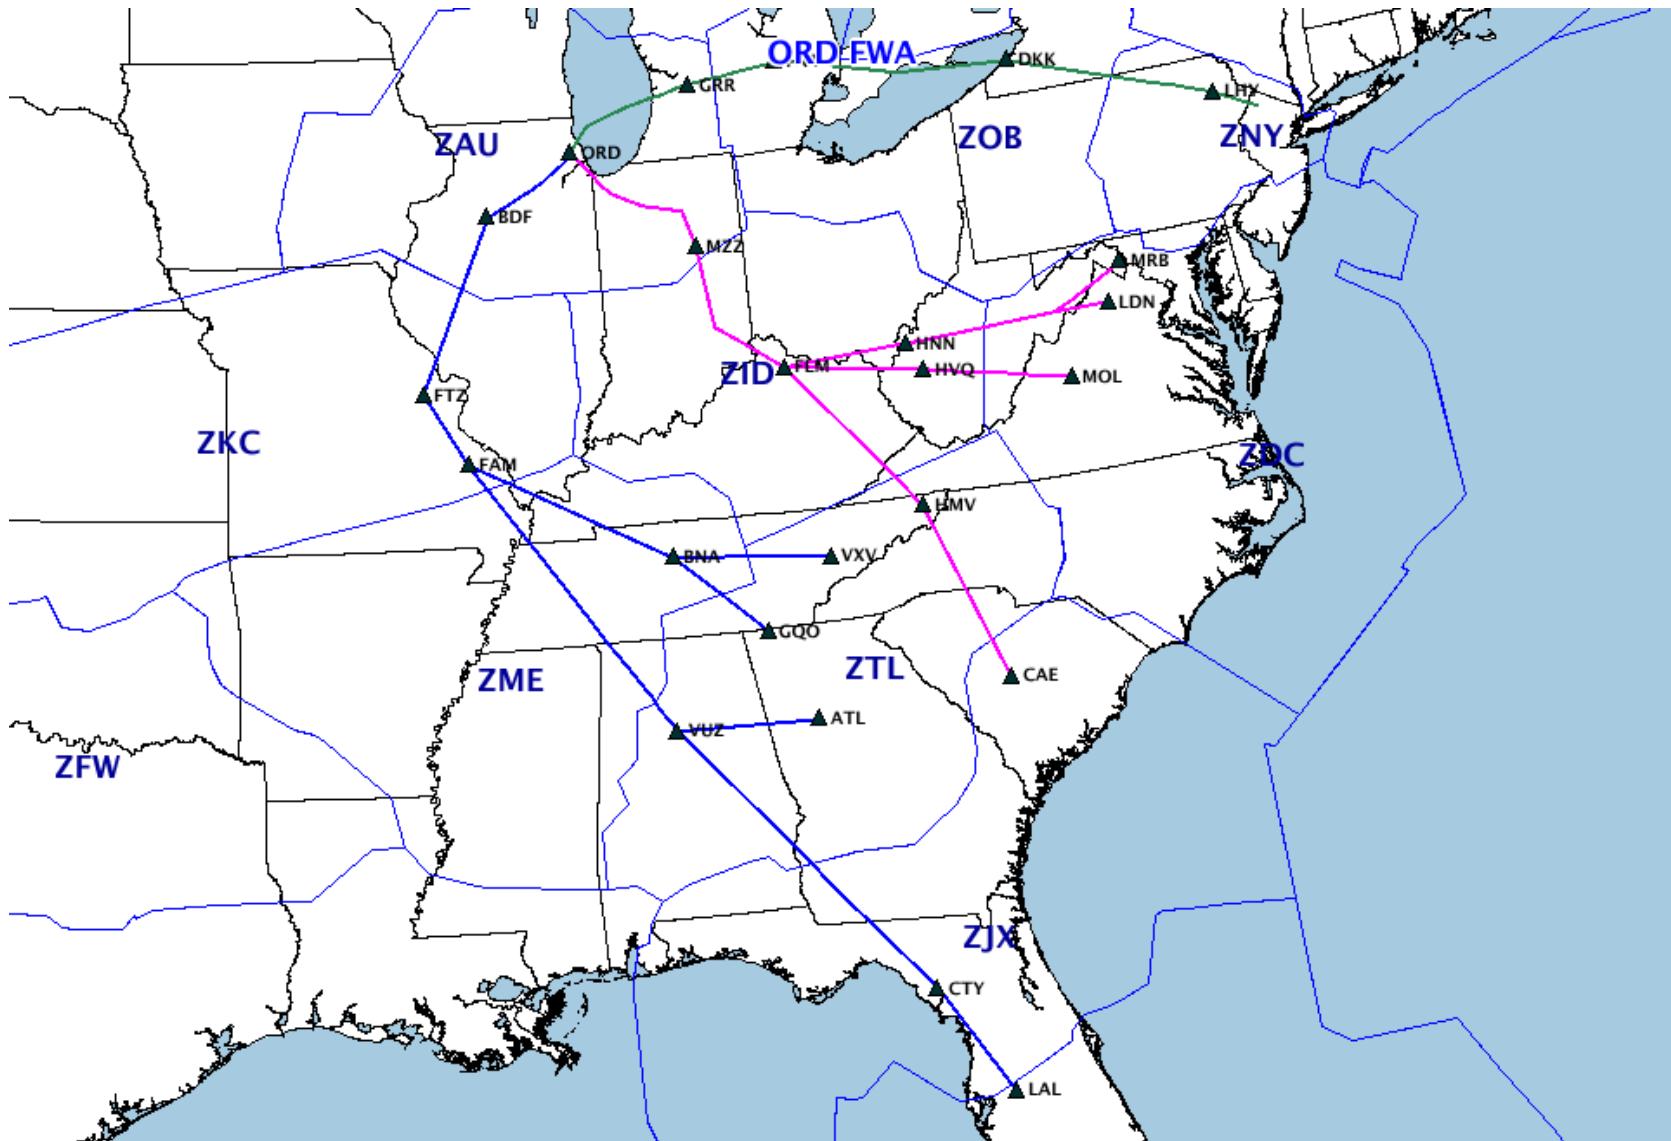 ORD FWA
DKK
GRR
LHY
ZAU
ZOB
ZNY
ORD
BDF
MZZ
MRB
LDN
HNN
FLM
HVQ
MOL
ZID
FTZ
ZKC
ZDC
FAM
HMV
BNA
VXV
GQO
ZTL
ZME
CAE
ATL
VUZ
ZFW
ZJX
CTY
LAL